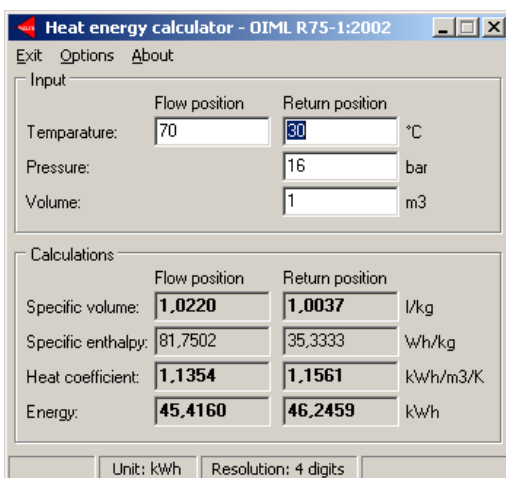 Heat energy calculator - OIML R75-1:2002
Exit Options About
Input
Flow position Return position
Temparature: 70 30 °C
Pressure: 16 bar
Volume: 1 m3
Calculations
Flow position Return position
Specific volume: 1,0220 1,0037 l/kg
Specific enthalpy: 81,7502 35,3333 Wh/kg
Heat coefficient: 1,1354 1,1561 kWh/m3/K
Energy: 45,4160 46,2459 kWh
Unit: kWh Resolution: 4 digits